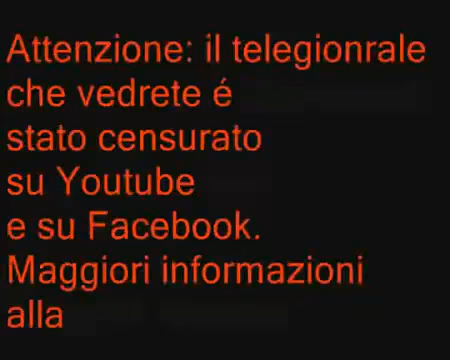 Attenzione: il telegionrale
che vedrete é
stato censurato
su Youtube
e su Facebook.
Maggiori informazioni
alla